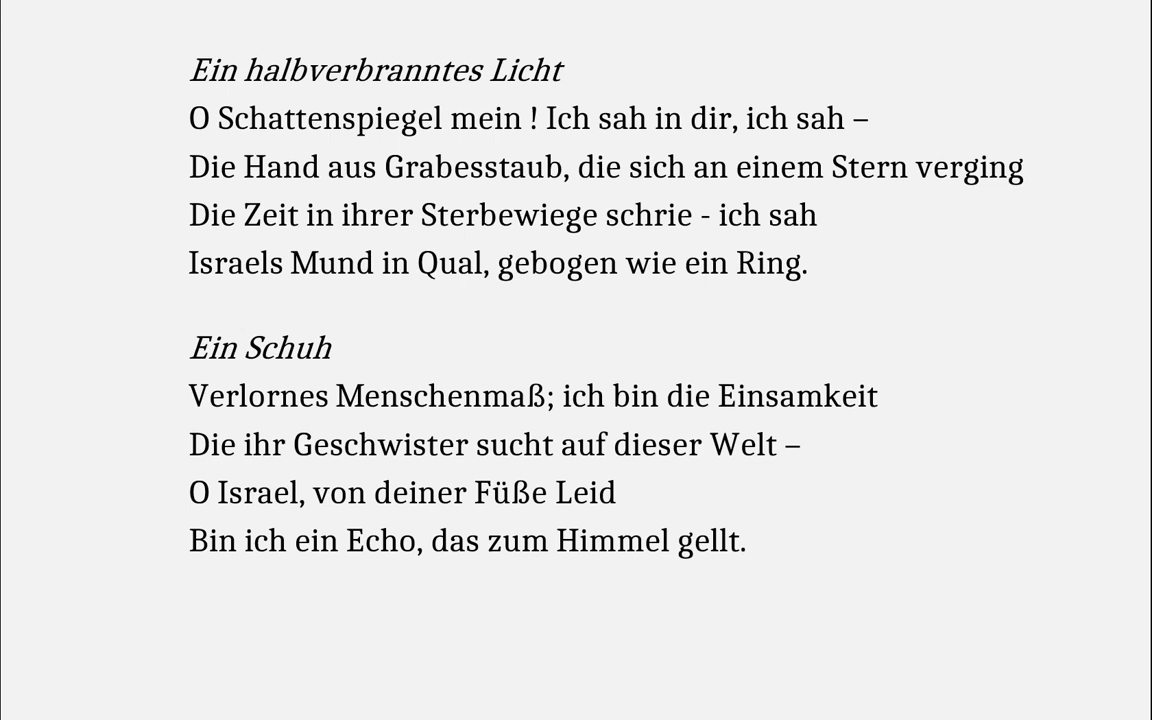 Ein halbverbranntes Licht
O Schattenspiegel mein ! Ich sah in dir, ich sah –
Die Hand aus Grabesstaub, die sich an einem Stern verging
Die Zeit in ihrer Sterbewiege schrie - ich sah
Israels Mund in Qual, gebogen wie ein Ring.
Ein Schuh
Verlornes Menschenmaß; ich bin die Einsamkeit
Die ihr Geschwister sucht auf dieser Welt –
O Israel, von deiner Füße Leid
Bin ich ein Echo, das zum Himmel gellt.